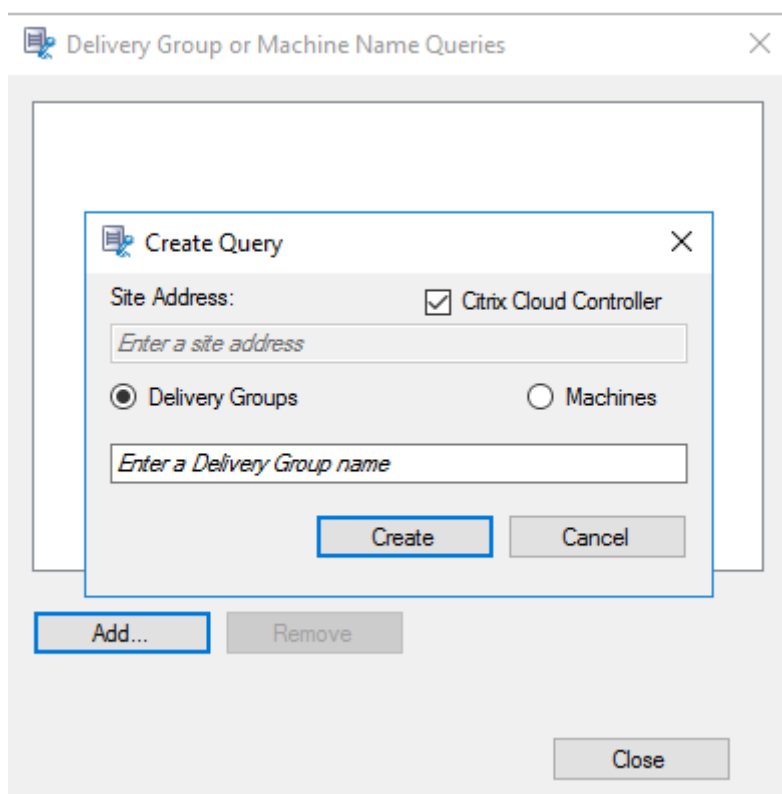 Delivery Group or Machine Name Queries
Create Query
Site Address:
Citrix Cloud Controller
Enter a site address
Delivery Groups
Machines
Enter a Delivery Group name
Create
Cancel
Add...
Remove
Close